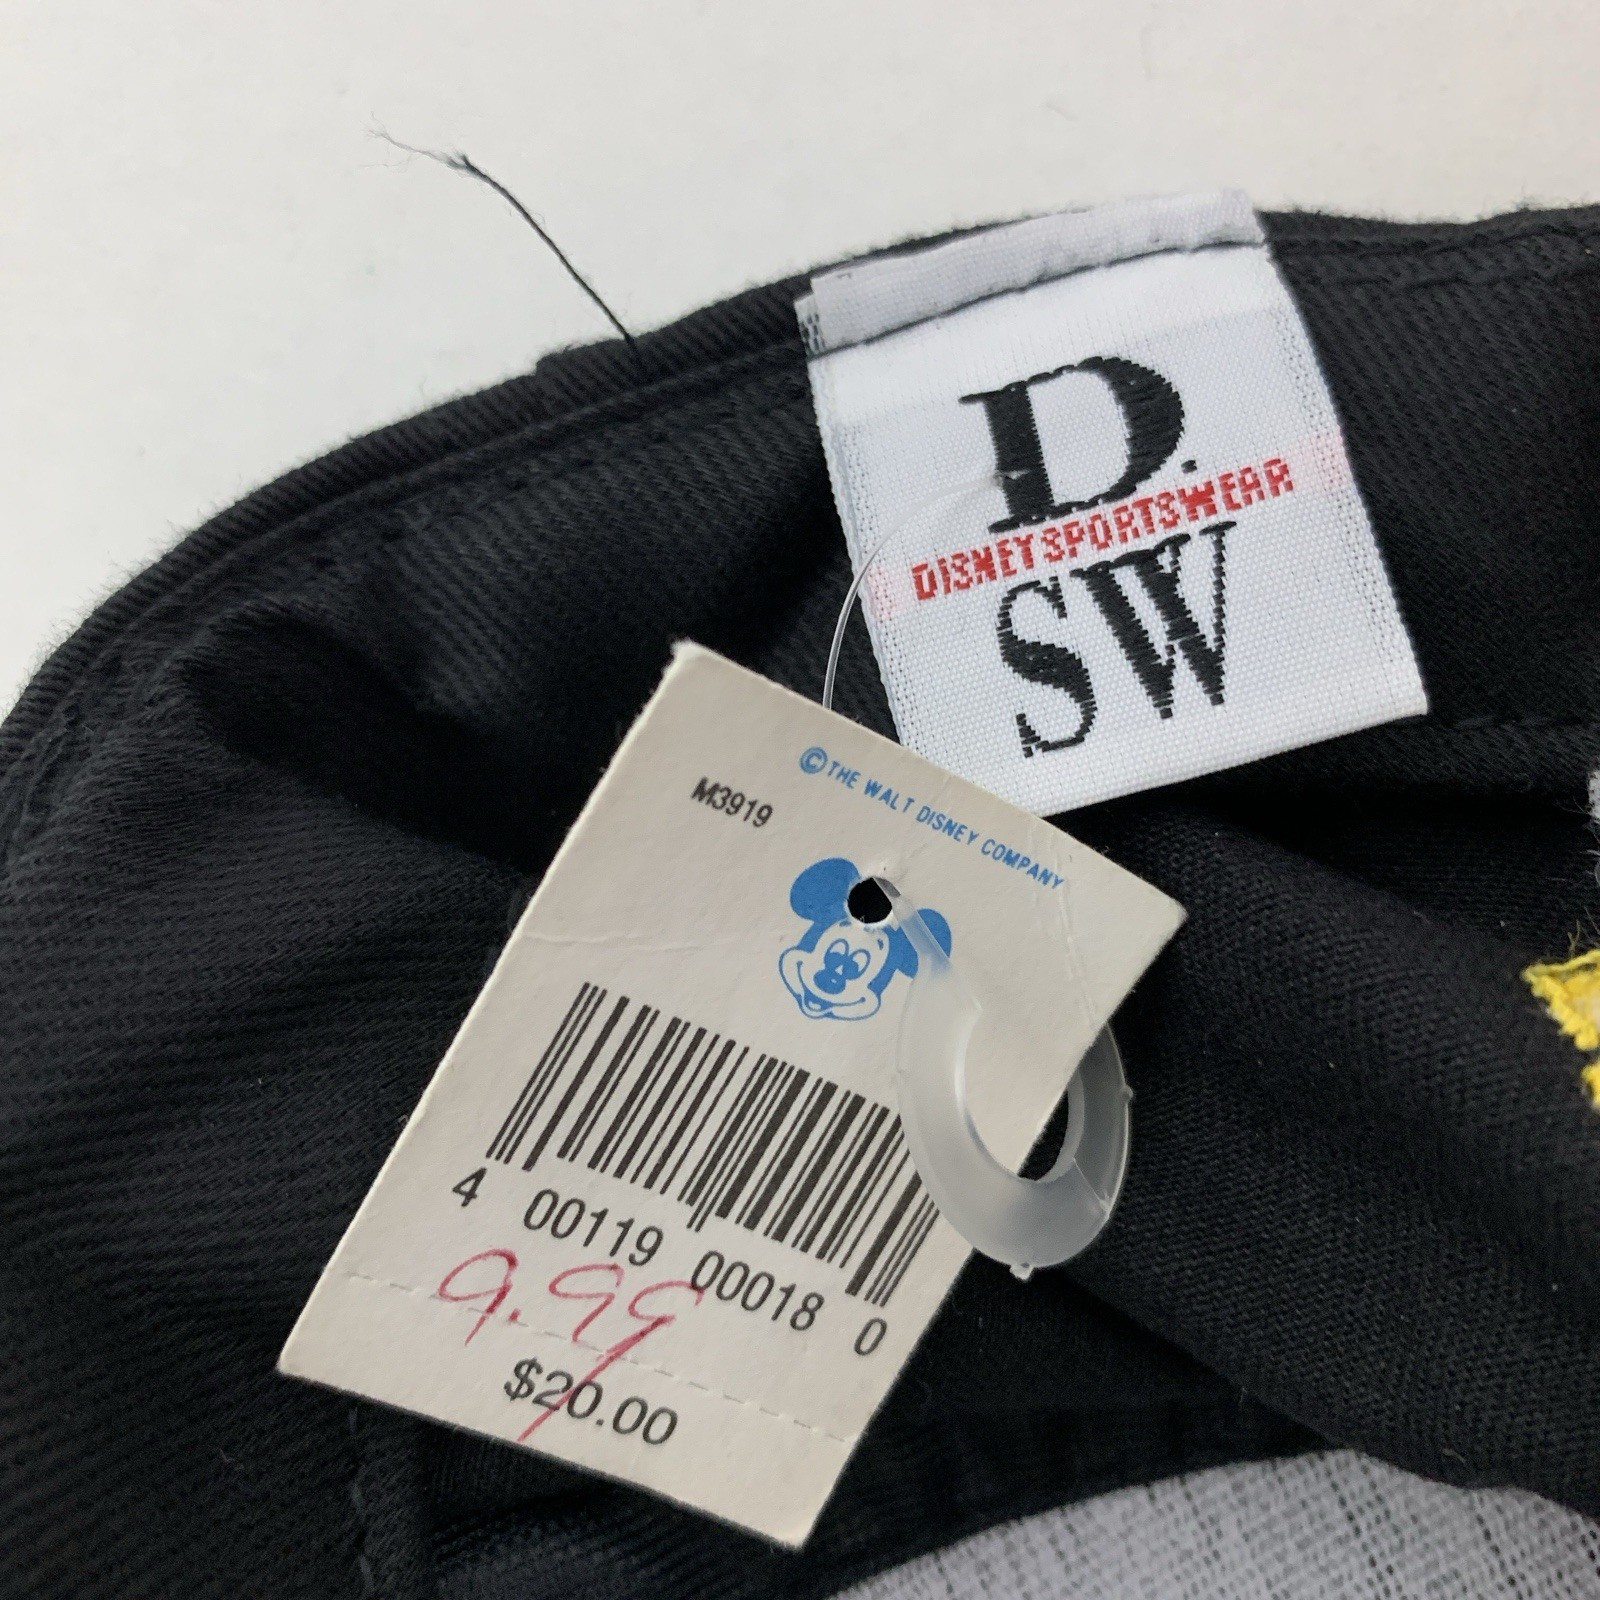 D.
DISNEY SPORTSWEAR
SW
©THE WALT DISNEY COMPANY
M3919
4 00119 00018 0
9.99
$20.00